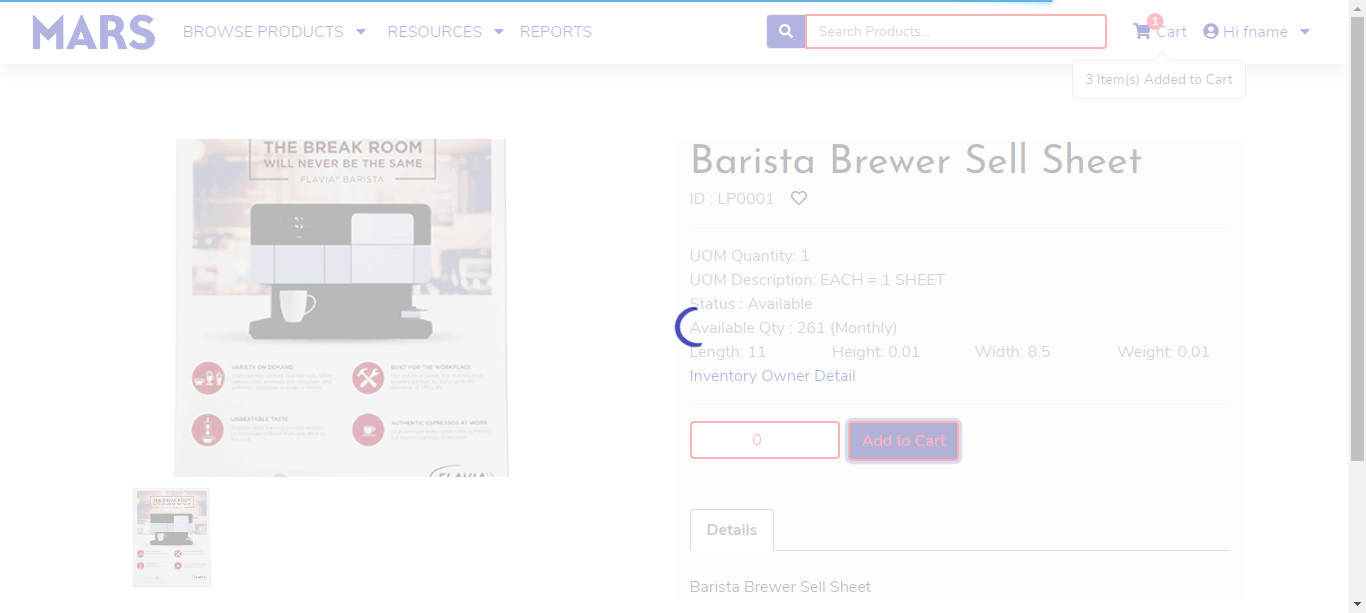 MARS BROWSE PRODUCTS RESOURCES REPORTS Search Products... 1 Cart Hi fname
3 Item(s) Added to Cart
THE BREAK ROOM
WILL NEVER BE THE SAME
FLAVIA® BARISTA
VARIETY ON DEMAND
BUILT FOR THE WORKPLACE
UNBEATABLE TASTE
AUTHENTIC ESPRESSOS AT WORK
FLAVIA®
Barista Brewer Sell Sheet
ID : LP0001
UOM Quantity: 1
UOM Description: EACH = 1 SHEET
Status : Available
Available Qty : 261 (Monthly)
Length: 11 Height: 0.01 Width: 8.5 Weight: 0.01
Inventory Owner Detail
0 Add to Cart
Details
Barista Brewer Sell Sheet